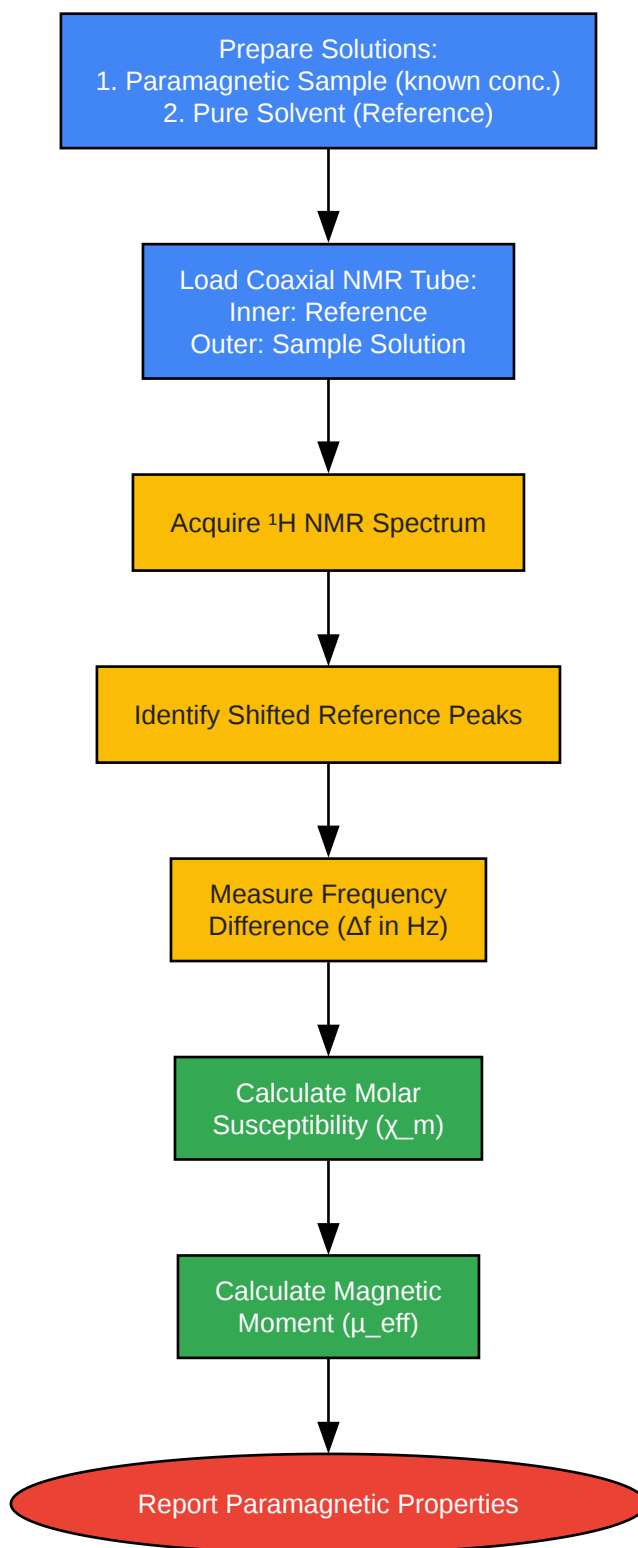 Prepare Solutions:
1. Paramagnetic Sample (known conc.)
2. Pure Solvent (Reference)
Load Coaxial NMR Tube:
Inner: Reference
Outer: Sample Solution
Acquire ¹H NMR Spectrum
Identify Shifted Reference Peaks
Measure Frequency
Difference (Δf in Hz)
Calculate Molar
Susceptibility (χ_m)
Calculate Magnetic
Moment (µ_eff)
Report Paramagnetic Properties